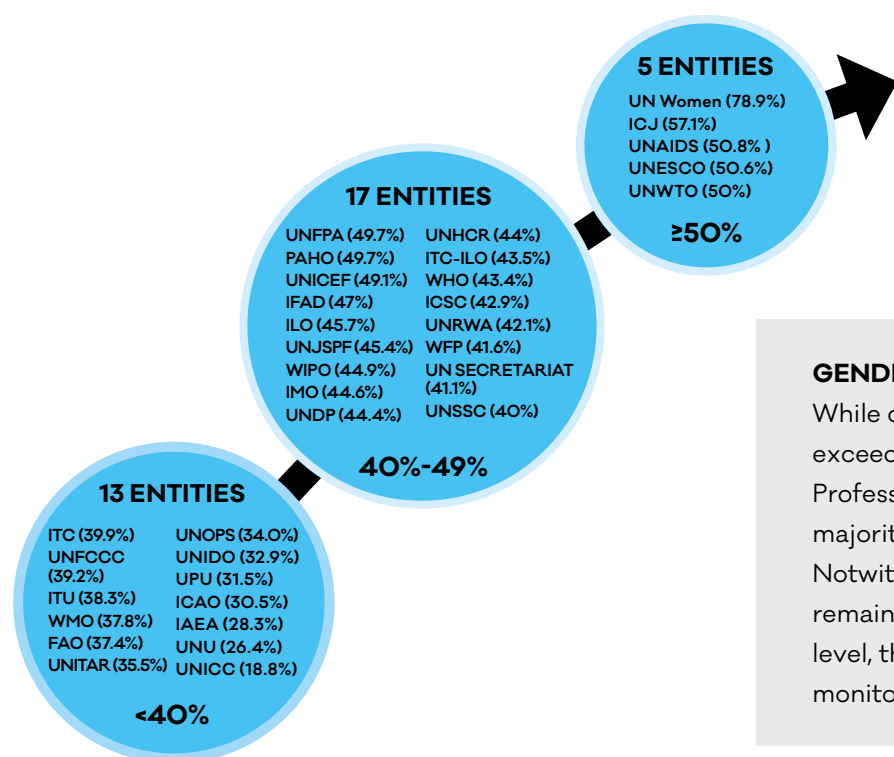 5 ENTITIES
UN Women (78.9%)
ICJ (57.1%)
UNAIDS (50.8% )
UNESCO (50.6%)
UNWTO (50%)
≥50%
17 ENTITIES
UNFPA (49.7%)
PAHO (49.7%)
UNICEF (49.1%)
IFAD (47%)
ILO (45.7%)
UNJSPF (45.4%)
WIPO (44.9%)
IMO (44.6%)
UNDP (44.4%)
UNHCR (44%)
ITC-ILO (43.5%)
WHO (43.4%)
ICSC (42.9%)
UNRWA (42.1%)
WFP (41.6%)
UN SECRETARIAT
(41.1%)
UNSSC (40%)
40%-49%
13 ENTITIES
ITC (39.9%)
UNFCCC
(39.2%)
ITU (38.3%)
WMO (37.8%)
FAO (37.4%)
UNITAR (35.5%)
UNOPS (34.0%)
UNIDO (32.9%)
UPU (31.5%)
ICAO (30.5%)
IAEA (28.3%)
UNU (26.4%)
UNICC (18.8%)
<40%
GEND
While
exceed
Profess
majorit
Notwit
remain
level, th
monito